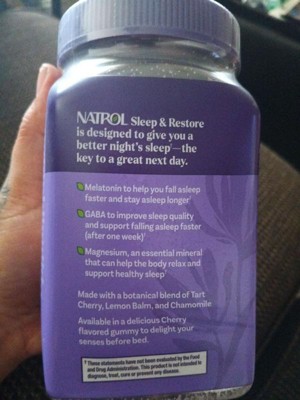 NATROL Sleep & Restore
is designed to give you a
better night's sleep†—the
key to a great next day.
Melatonin to help you fall asleep
faster and stay asleep longer†
GABA to improve sleep quality
and support falling asleep faster
(after one week)†
Magnesium, an essential mineral
that can help the body relax and
support healthy sleep†
Made with a botanical blend of Tart
Cherry, Lemon Balm, and Chamomile
Available in a delicious Cherry
flavored gummy to delight your
senses before bed.
† These statements have not been evaluated by the Food
and Drug Administration. This product is not intended to
diagnose, treat, cure or prevent any disease.